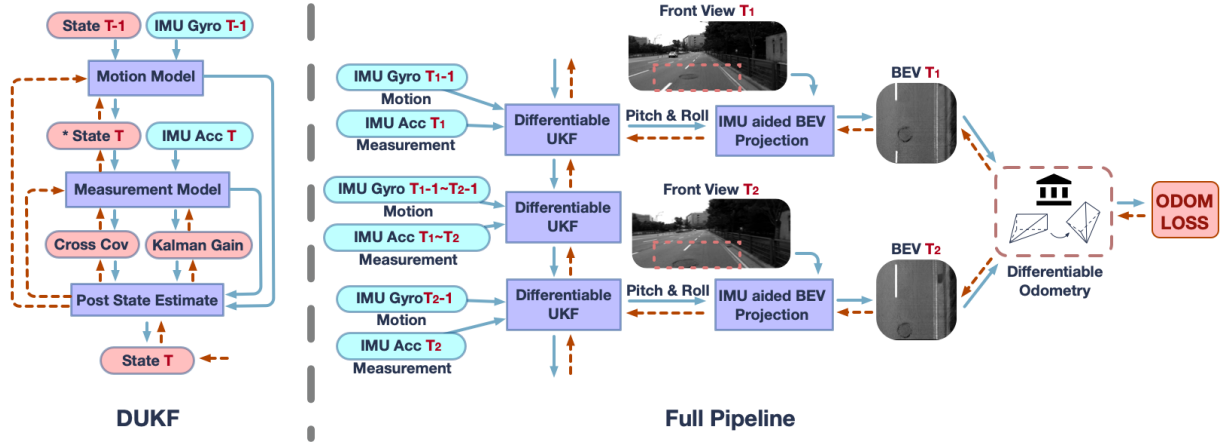 State T-1
IMU Gyro T-1
Motion Model
* State T
IMU Acc T
Measurement Model
Cross Cov
Kalman Gain
Post State Estimate
State T
DUKF
Front View T1
IMU Gyro T1-1
Motion
IMU Acc T1
Measurement
Differentiable
UKF
Pitch & Roll
IMU aided BEV
Projection
BEV T1
IMU Gyro T1-1~T2-1
Motion
IMU Acc T1~T2
Measurement
Differentiable
UKF
Front View T2
ODOM
LOSS
BEV T2
Differentiable
Odometry
IMU GyroT2-1
Motion
IMU Acc T2
Measurement
Differentiable
UKF
Pitch & Roll
IMU aided BEV
Projection
Full Pipeline